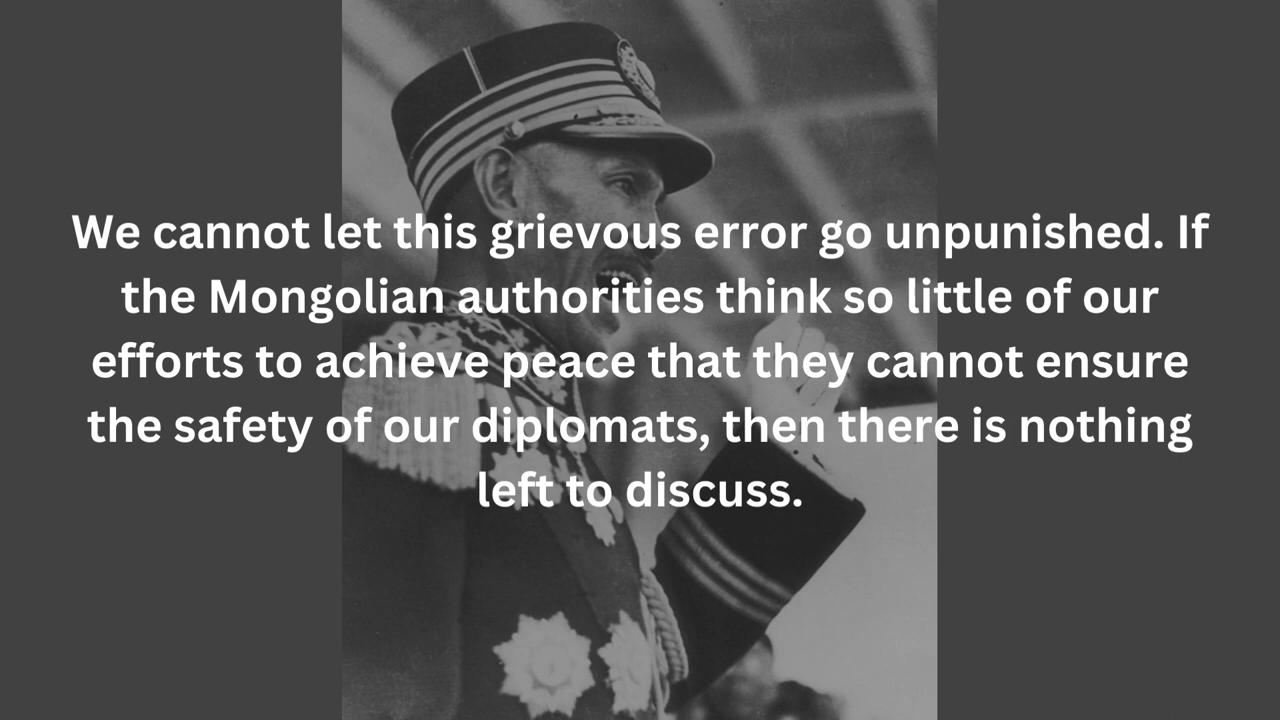 We cannot let this grievous error go unpunished. If
the Mongolian authorities think so little of our
efforts to achieve peace that they cannot ensure
the safety of our diplomats, then there is nothing
left to discuss.